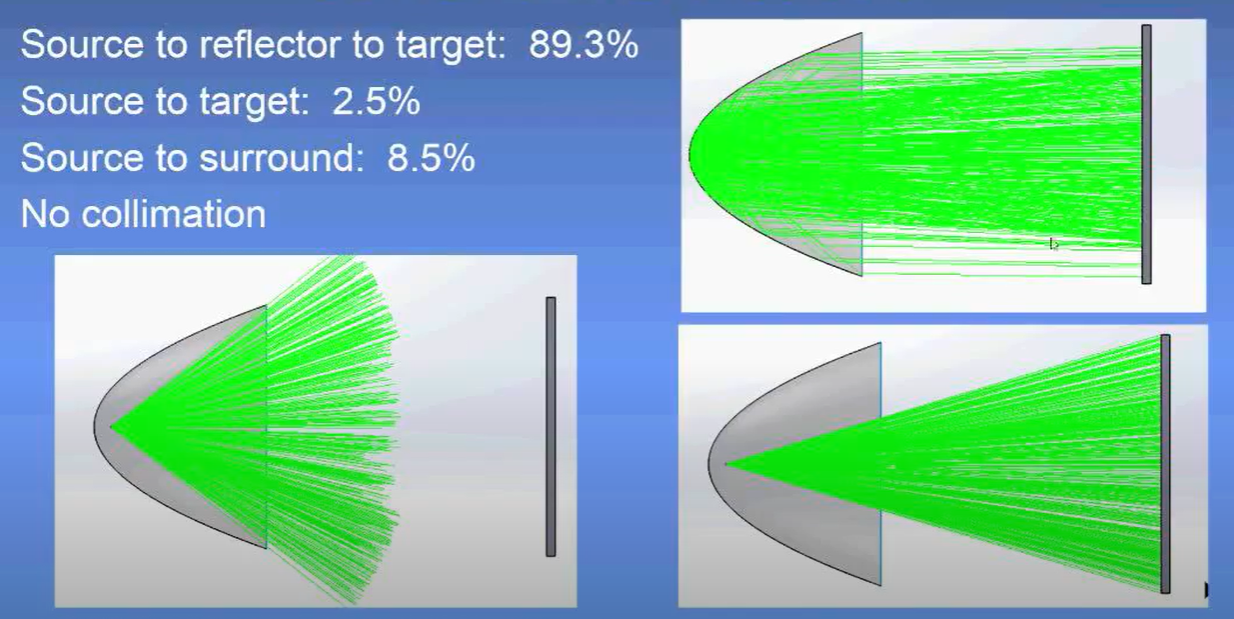 Source to reflector to target: 89.3%
Source to target: 2.5%
Source to surround: 8.5%
No collimation